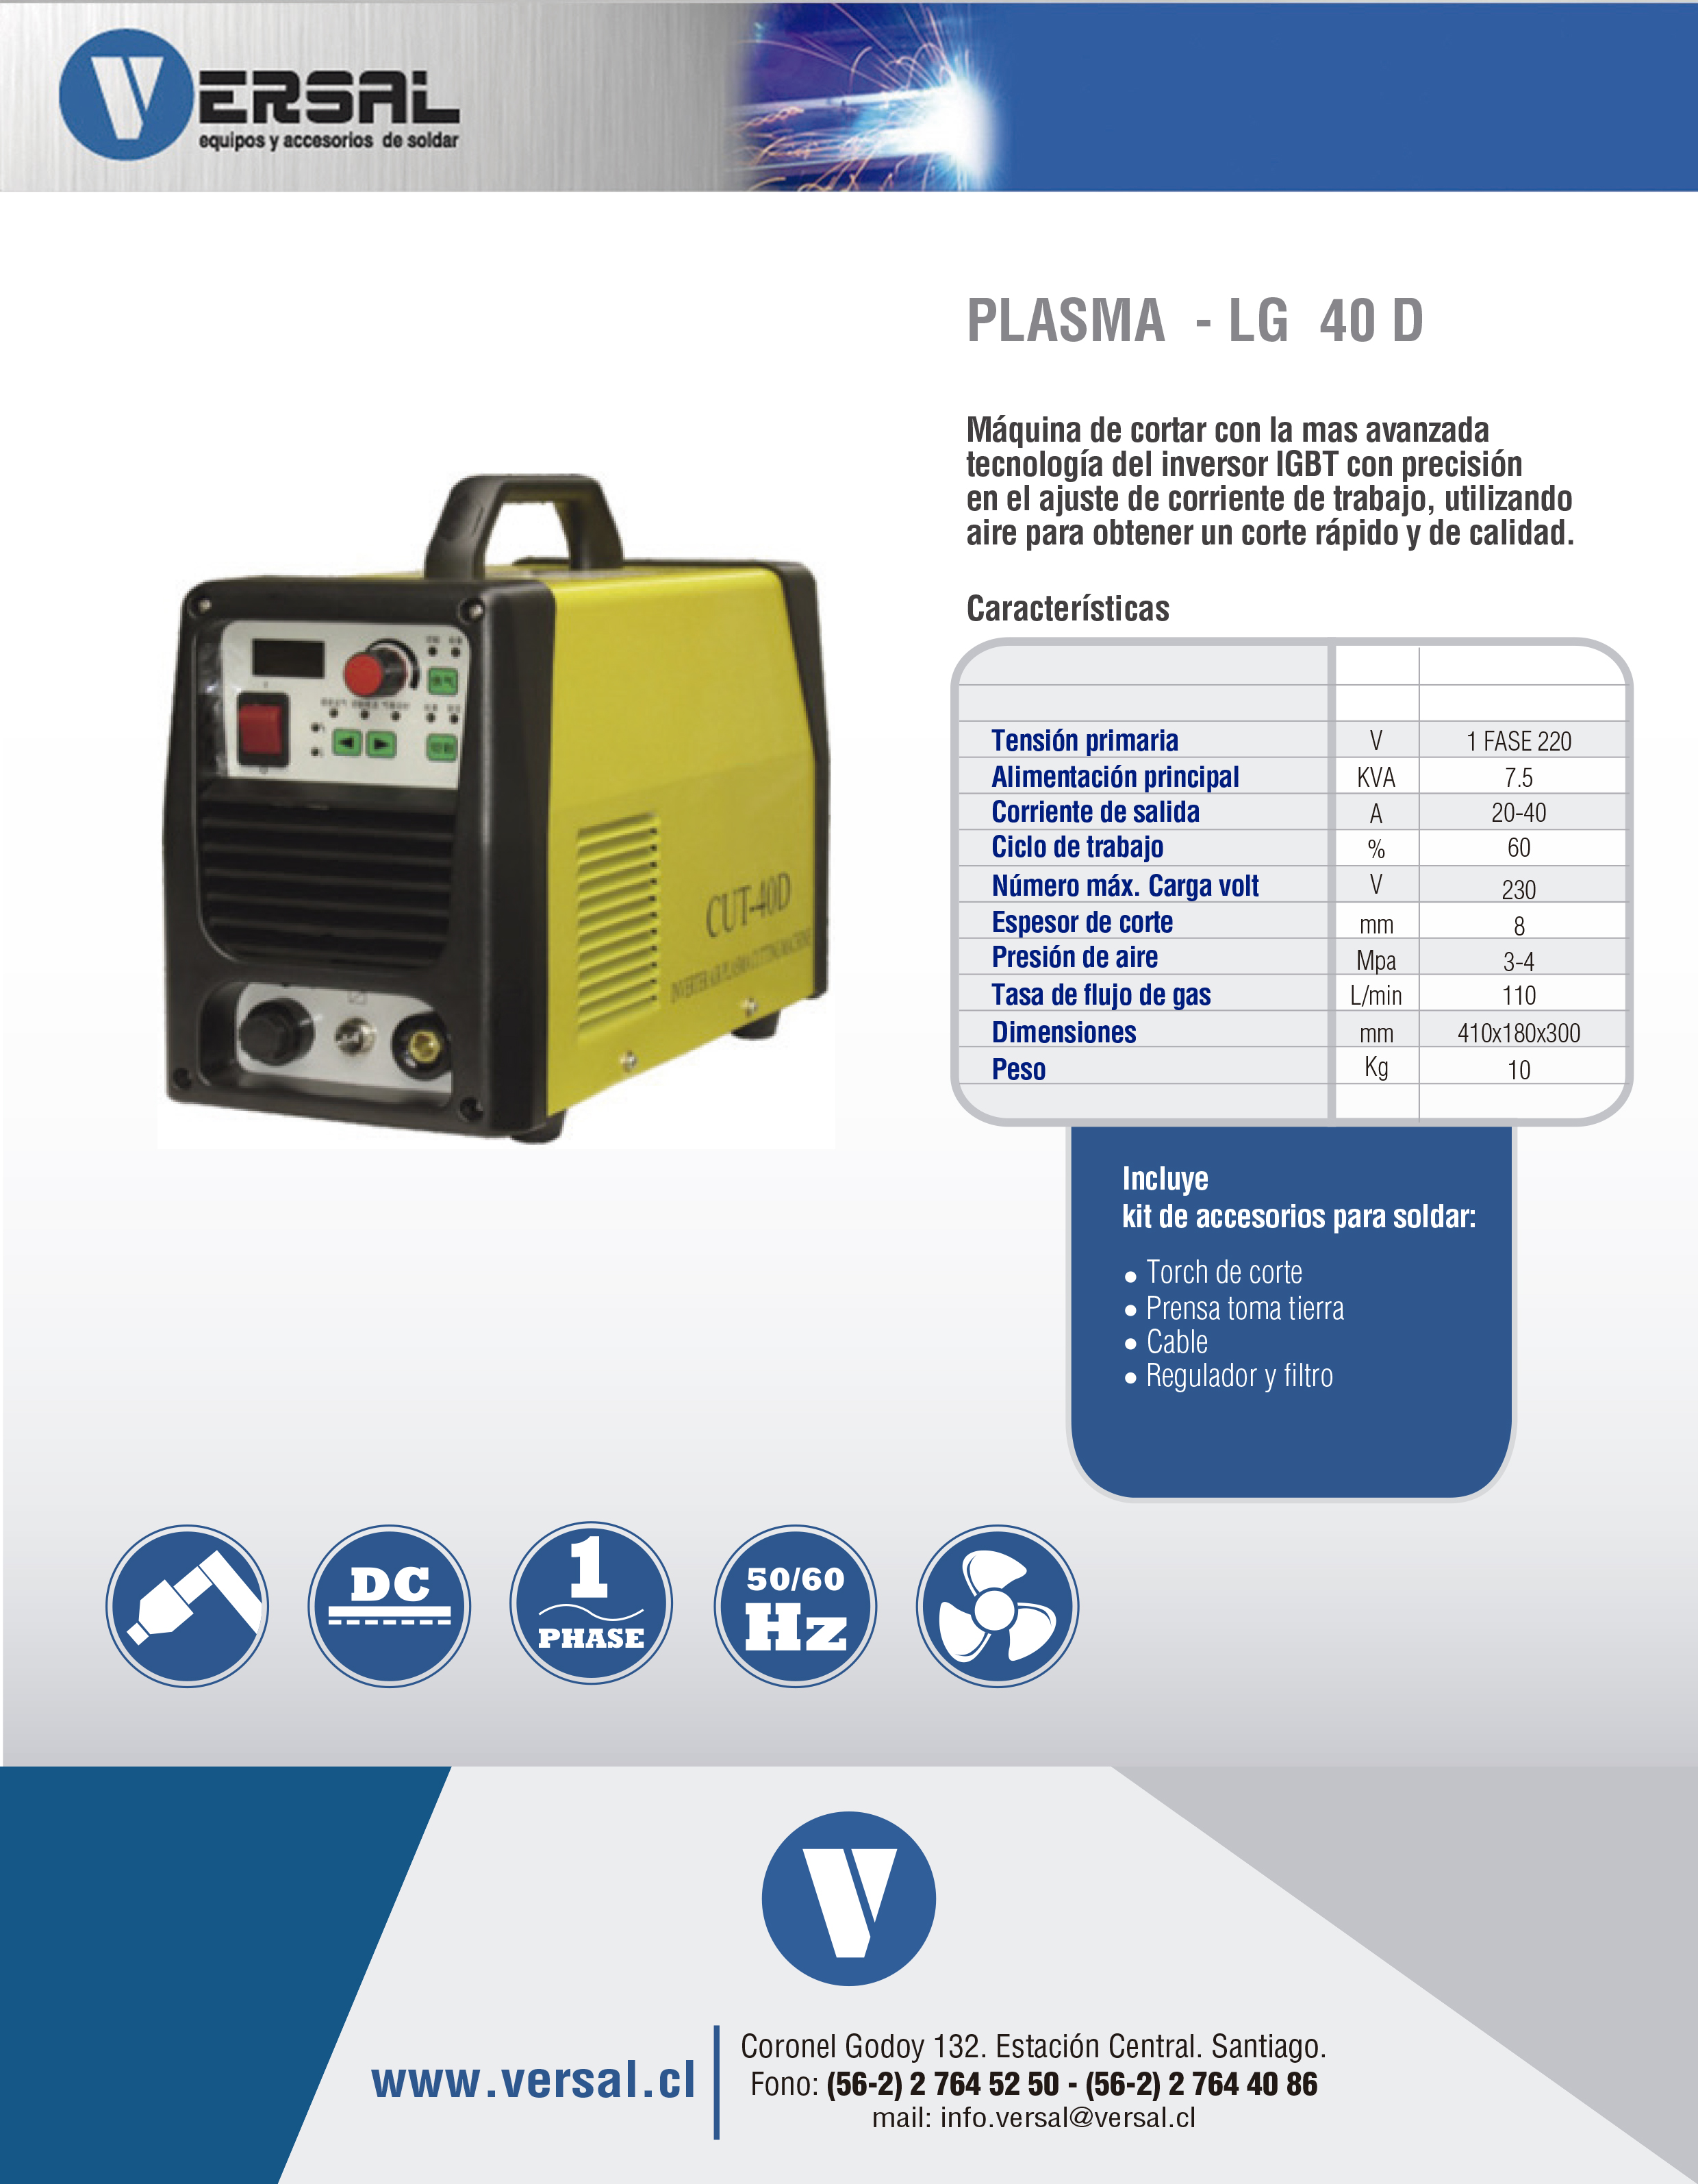 VERSAL
equipos y accesorios de soldar
PLASMA - LG 40 D
Máquina de cortar con la mas avanzada
tecnología del inversor IGBT con precisión
en el ajuste de corriente de trabajo, utilizando
aire para obtener un corte rápido y de calidad.
Características
Tensión primaria V 1 FASE 220
Alimentación principal KVA 7.5
Corriente de salida A 20-40
Ciclo de trabajo % 60
Número máx. Carga volt V 230
Espesor de corte mm 8
Presión de aire Mpa 3-4
Tasa de flujo de gas L/min 110
Dimensiones mm 410x180x300
Peso Kg 10
CUT-40D
INVERTER AIR PLASMA CUTTING MACHINE
Incluye
kit de accesorios para soldar:
• Torch de corte
• Prensa toma tierra
• Cable
• Regulador y filtro
DC
1
PHASE
50/60
Hz
V
www.versal.cl
Coronel Godoy 132. Estación Central. Santiago.
Fono: (56-2) 2 764 52 50 - (56-2) 2 764 40 86
mail: info.versal@versal.cl